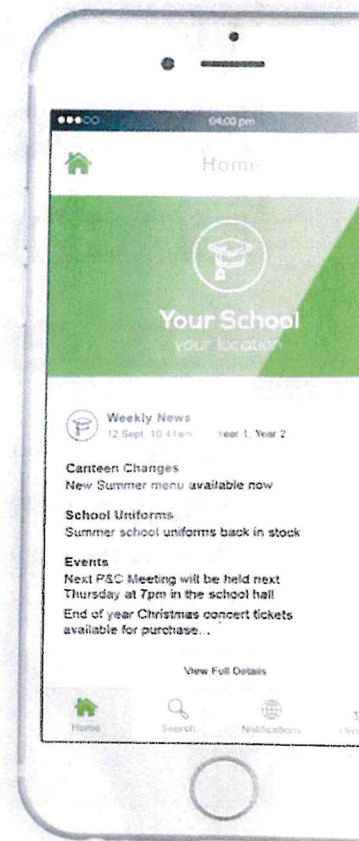 04:00 pm
Home
Your School
your location
Weekly News
12 Sept, 10:41am Year 1, Year 2
Canteen Changes
New Summer menu available now
School Uniforms
Summer school uniforms back in stock
Events
Next P&C Meeting will be held next
Thursday at 7pm in the school hall
End of year Christmas concert tickets
available for purchase...
View Full Details
Home Search Notifications